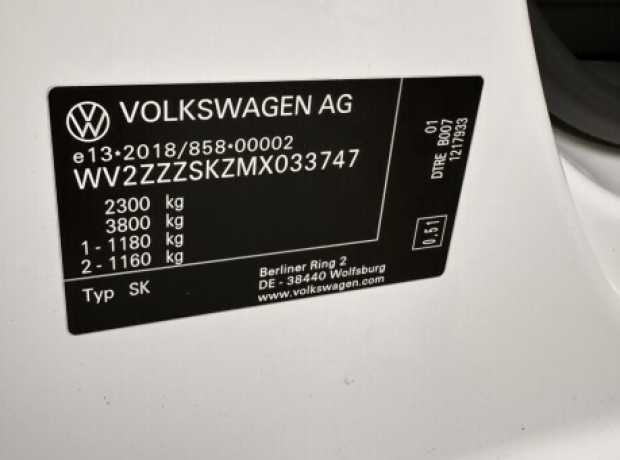 VOLKSWAGEN AG
e13*2018/858*00002
WV2ZZZSKZMX033747
2300 kg
3800 kg
1 - 1180 kg
2 - 1160 kg
Typ SK
Berliner Ring 2
DE - 38440 Wolfsburg
www.volkswagen.com
01
DTRE B007
1217933
0,51